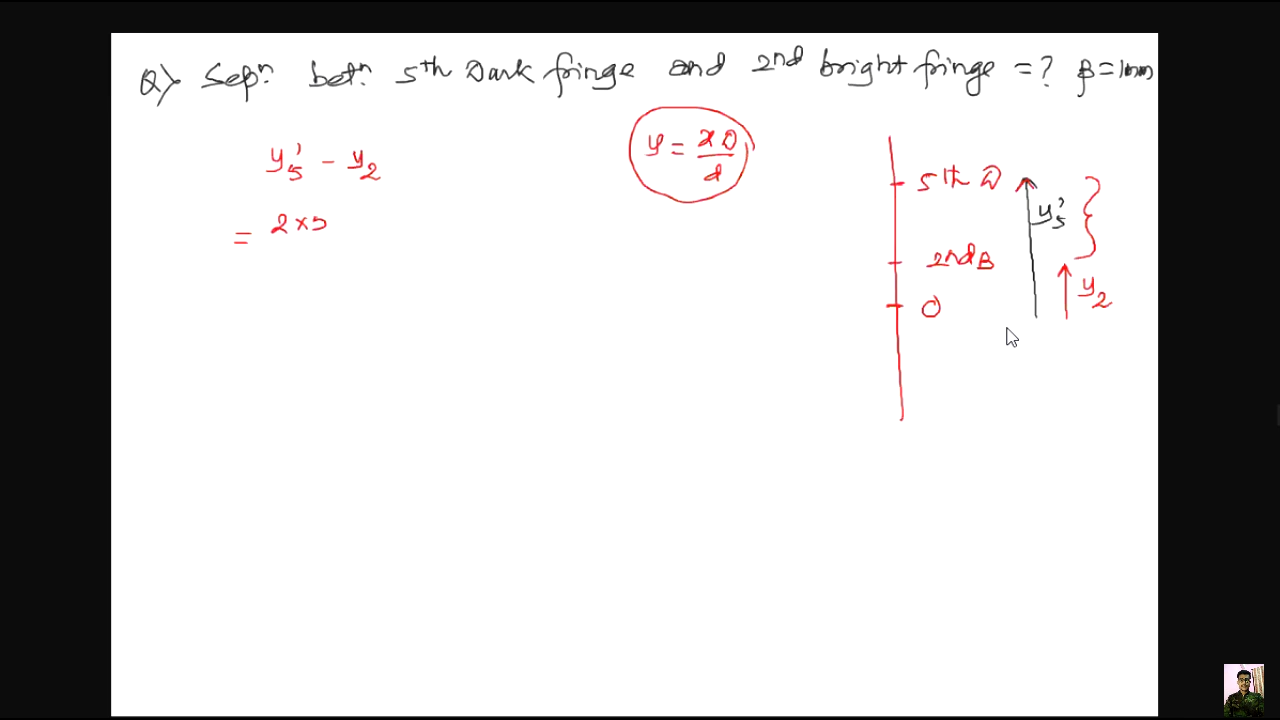 Q) Sepn. betn. 5th Dark fringe and 2nd bright fringe = ? β = 1mm
y5' - y2
y = xD/d
= 2×5
5th D
y5'
2nd B
y2
O